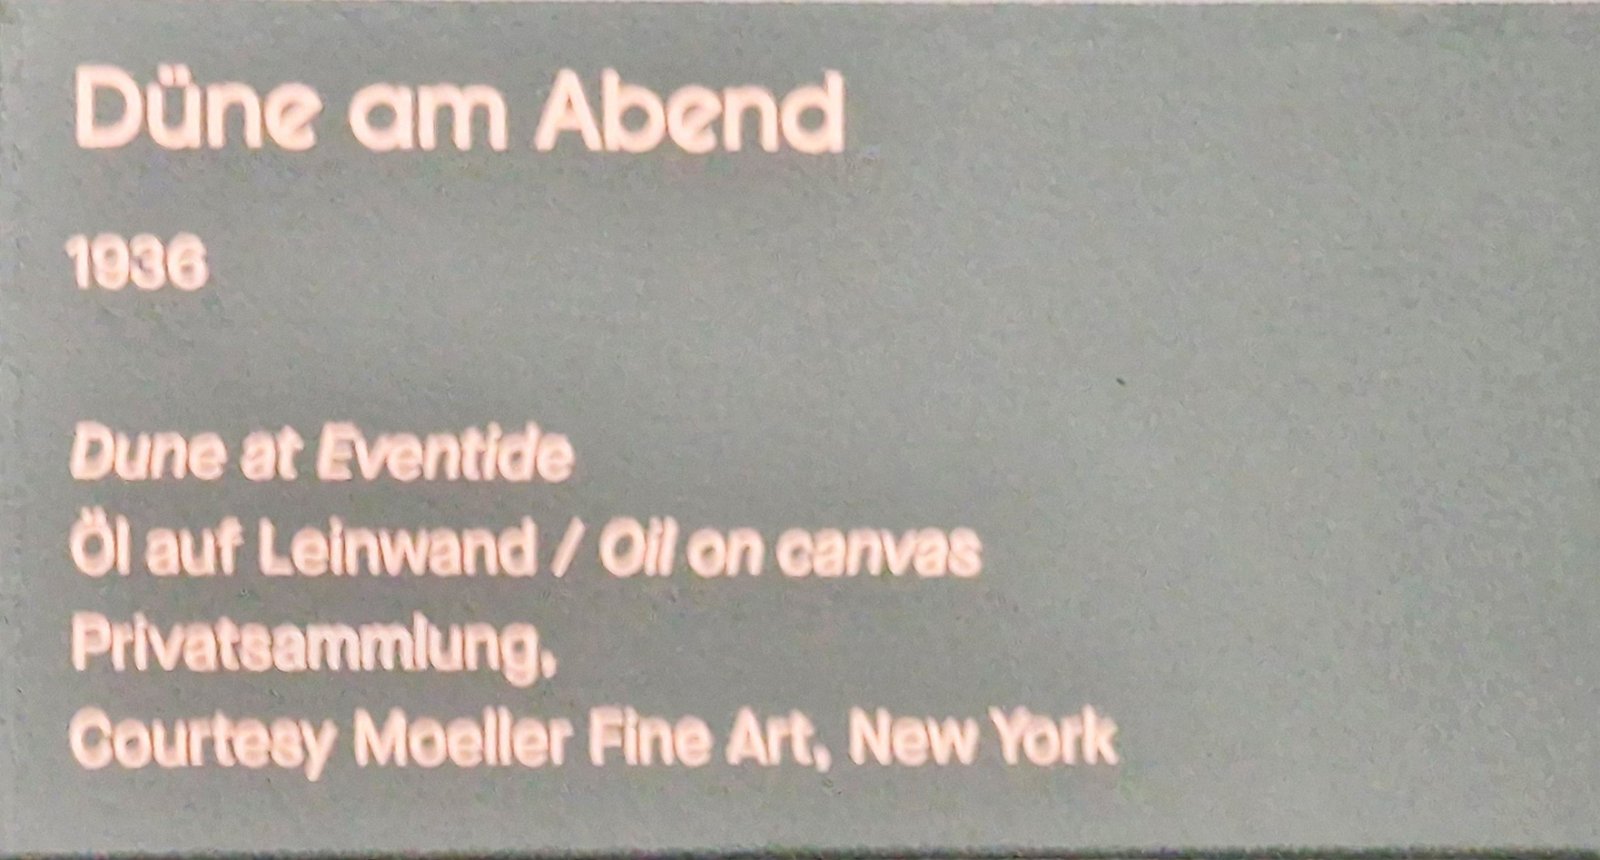 Düne am Abend
1936
Dune at Eventide
Öl auf Leinwand / Oil on canvas
Privatsammlung,
Courtesy Moeller Fine Art, New York